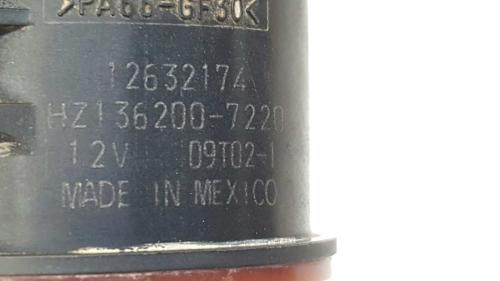 >PA66-GF30<
12632174
HZ136200-7220
12V 09T02-1
MADE IN MEXICO